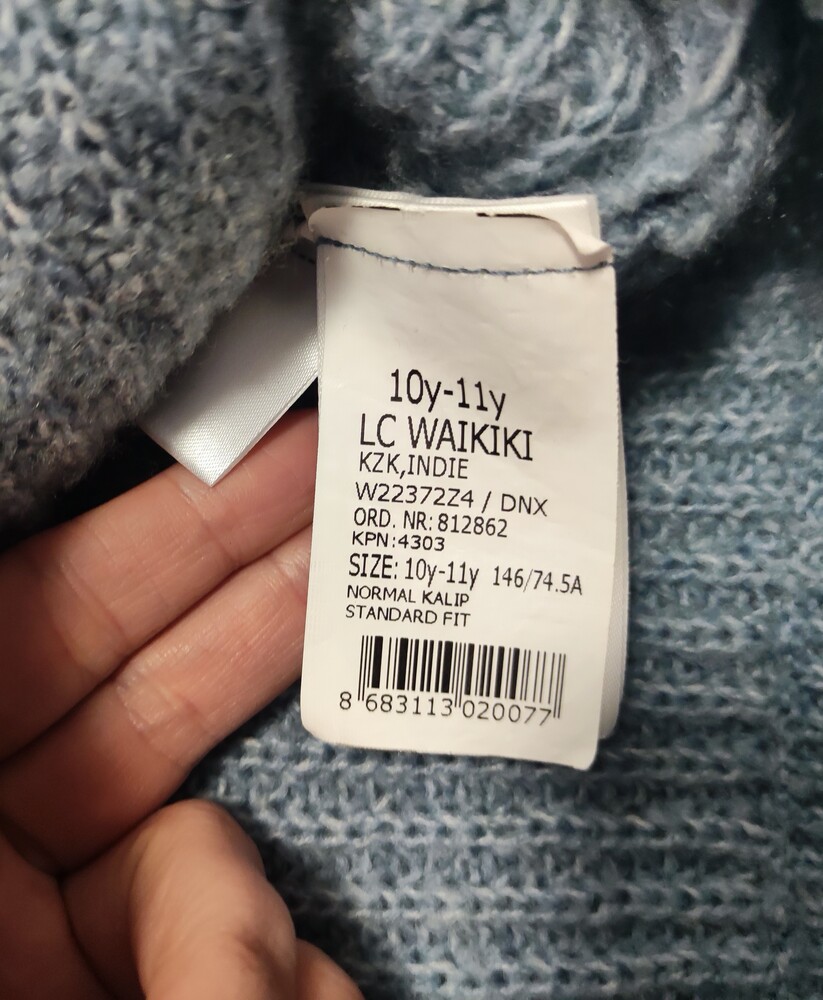 10y-11y
LC WAIKIKI
KZK,INDIE
W22372Z4 / DNX
ORD. NR: 812862
KPN:4303
SIZE: 10y-11y 146/74.5A
NORMAL KALIP
STANDARD FIT
8 683113 020077